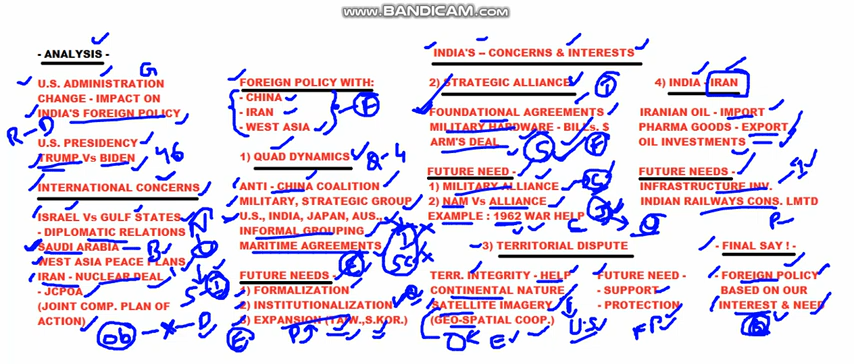 www.BANDICAM.com
- ANALYSIS -
U.S. ADMINISTRATION
CHANGE - IMPACT ON
INDIA'S FOREIGN POLICY
R-D
U.S. PRESIDENCY
TRUMP Vs BIDEN
46
INTERNATIONAL CONCERNS
ISRAEL Vs GULF STATES
- DIPLOMATIC RELATIONS
SAUDI ARABIA
WEST ASIA PEACE PLANS
IRAN - NUCLEAR DEAL
- JCPOA
(JOINT COMP. PLAN OF
ACTION)
Ob - x - D
FOREIGN POLICY WITH:
- CHINA
- IRAN
- WEST ASIA
1) QUAD DYNAMICS
Q-4
ANTI - CHINA COALITION
MILITARY, STRATEGIC GROUP
U.S., INDIA, JAPAN, AUS..
INFORMAL GROUPING
MARITIME AGREEMENTS
FUTURE NEEDS -
1) FORMALIZATION
2) INSTITUTIONALIZATION
3) EXPANSION (TAIW.,S.KOR.)
INDIA'S -- CONCERNS & INTERESTS
2) STRATEGIC ALLIANCE
FOUNDATIONAL AGREEMENTS
MILITARY HARDWARE - BILLs. $
ARM'S DEAL
FUTURE NEED -
1) MILITARY ALLIANCE
2) NAM Vs ALLIANCE
EXAMPLE : 1962 WAR HELP
3) TERRITORIAL DISPUTE
TERR. INTEGRITY - HELP
CONTINENTAL NATURE
SATELLITE IMAGERY
(GEO-SPATIAL COOP.)
FUTURE NEED -
- SUPPORT
- PROTECTION
U.S
FP
4) INDIA - IRAN
IRANIAN OIL - IMPORT
PHARMA GOODS - EXPORT
OIL INVESTMENTS
FUTURE NEEDS -
INFRASTRUCTURE INV.
INDIAN RAILWAYS CONS. LMTD
- FINAL SAY ! -
- FOREIGN POLICY
BASED ON OUR
INTEREST & NEED